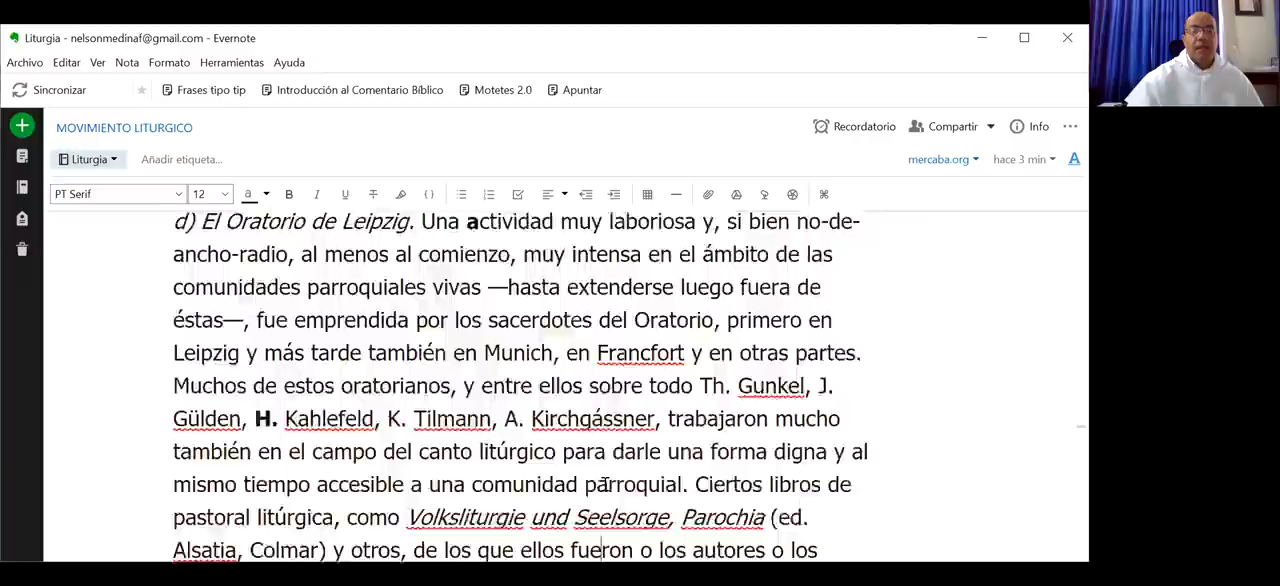 Liturgia - nelsonmedinaf@gmail.com - Evernote
Archivo Editar Ver Nota Formato Herramientas Ayuda
Sincronizar Frases tipo tip Introducción al Comentario Bíblico Motetes 2.0 Apuntar
MOVIMIENTO LITURGICO Recordatorio Compartir Info
Liturgia Añadir etiqueta... mercaba.org hace 3 min A
PT Serif 12 a B I U T
d) El Oratorio de Leipzig. Una actividad muy laboriosa y, si bien no-de-
ancho-radio, al menos al comienzo, muy intensa en el ámbito de las
comunidades parroquiales vivas —hasta extenderse luego fuera de
éstas—, fue emprendida por los sacerdotes del Oratorio, primero en
Leipzig y más tarde también en Munich, en Francfort y en otras partes.
Muchos de estos oratorianos, y entre ellos sobre todo Th. Gunkel, J.
Gülden, H. Kahlefeld, K. Tilmann, A. Kirchgássner, trabajaron mucho
también en el campo del canto litúrgico para darle una forma digna y al
mismo tiempo accesible a una comunidad parroquial. Ciertos libros de
pastoral litúrgica, como Volksliturgie und Seelsorge, Parochia (ed.
Alsatia, Colmar) y otros, de los que ellos fueron o los autores o los